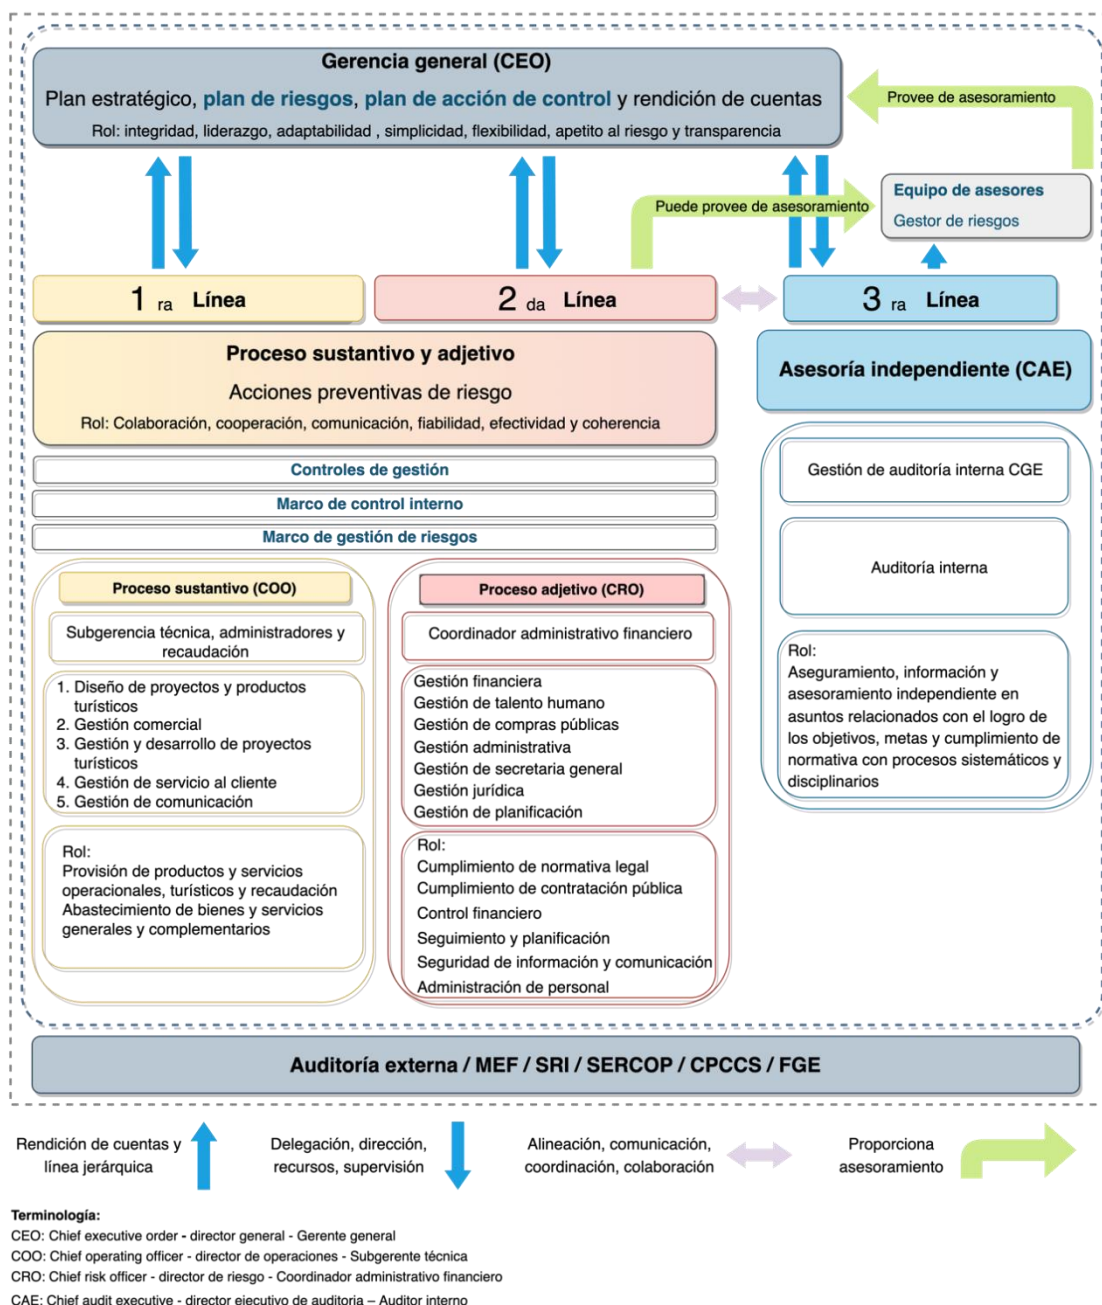 Gerencia general (CEO)
Plan estratégico, plan de riesgos, plan de acción de control y rendición de cuentas
Rol: integridad, liderazgo, adaptabilidad , simplicidad, flexibilidad, apetito al riesgo y transparencia
Provee de asesoramiento
Equipo de asesores
Gestor de riesgos
Puede provee de asesoramiento
1 ra Línea
2 da Línea
3 ra Línea
Proceso sustantivo y adjetivo
Acciones preventivas de riesgo
Rol: Colaboración, cooperación, comunicación, fiabilidad, efectividad y coherencia
Asesoría independiente (CAE)
Controles de gestión
Marco de control interno
Marco de gestión de riesgos
Proceso sustantivo (COO)
Subgerencia técnica, administradores y
recaudación
1. Diseño de proyectos y productos
turísticos
2. Gestión comercial
3. Gestión y desarrollo de proyectos
turísticos
4. Gestión de servicio al cliente
5. Gestión de comunicación
Rol:
Provisión de productos y servicios
operacionales, turísticos y recaudación
Abastecimiento de bienes y servicios
generales y complementarios
Proceso adjetivo (CRO)
Coordinador administrativo financiero
Gestión financiera
Gestión de talento humano
Gestión de compras públicas
Gestión administrativa
Gestión de secretaria general
Gestión jurídica
Gestión de planificación
Rol:
Cumplimiento de normativa legal
Cumplimiento de contratación pública
Control financiero
Seguimiento y planificación
Seguridad de información y comunicación
Administración de personal
Gestión de auditoría interna CGE
Auditoría interna
Rol:
Aseguramiento, información y
asesoramiento independiente en
asuntos relacionados con el logro de
los objetivos, metas y cumplimiento de
normativa con procesos sistemáticos y
disciplinarios
Auditoría externa / MEF / SRI / SERCOP / CPCCS / FGE
Rendición de cuentas y
línea jerárquica
Delegación, dirección,
recursos, supervisión
Alineación, comunicación,
coordinación, colaboración
Proporciona
asesoramiento
Terminología:
CEO: Chief executive order - director general - Gerente general
COO: Chief operating officer - director de operaciones - Subgerente técnica
CRO: Chief risk officer - director de riesgo - Coordinador administrativo financiero
CAE: Chief audit executive - director ejecutivo de auditoria – Auditor interno